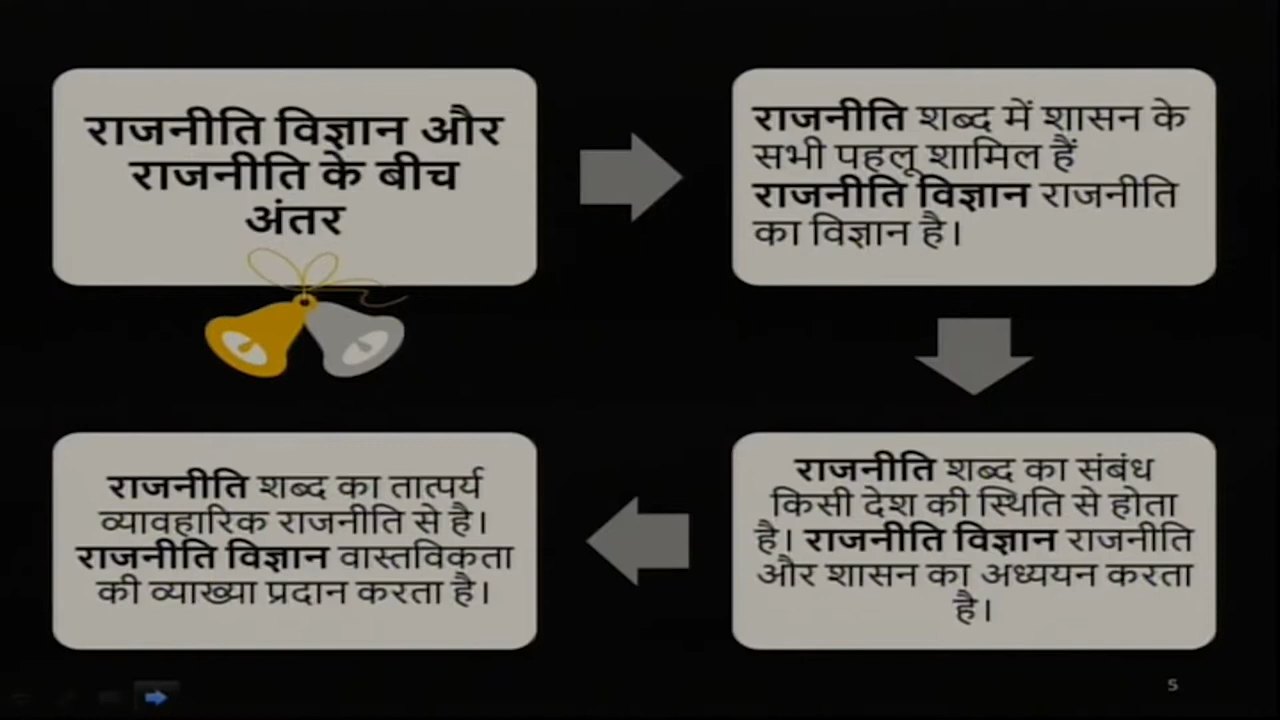 राजनीति विज्ञान और
राजनीति के बीच
अंतर
राजनीति शब्द में शासन के
सभी पहलू शामिल हैं
राजनीति विज्ञान राजनीति
का विज्ञान है।
राजनीति शब्द का संबंध
किसी देश की स्थिति से होता
है। राजनीति विज्ञान राजनीति
और शासन का अध्ययन करता
है।
राजनीति शब्द का तात्पर्य
व्यावहारिक राजनीति से है।
राजनीति विज्ञान वास्तविकता
की व्याख्या प्रदान करता है।
5